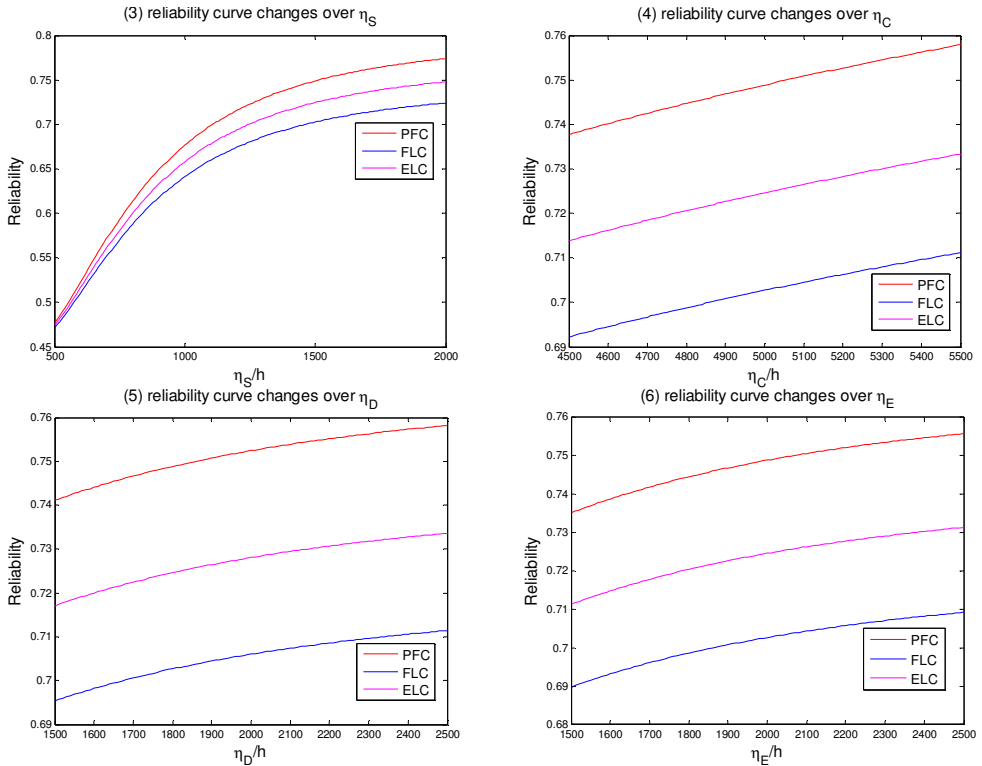 (3) reliability curve changes over ηS
0.8
0.75
0.7
0.65
0.6
0.55
0.5
0.45
Reliability
PFC
FLC
ELC
500 1000 1500 2000
ηS/h
(4) reliability curve changes over ηC
0.76
0.75
0.74
0.73
0.72
0.71
0.7
0.69
Reliability
PFC
FLC
ELC
4500 4600 4700 4800 4900 5000 5100 5200 5300 5400 5500
ηC/h
(5) reliability curve changes over ηD
0.76
0.75
0.74
0.73
0.72
0.71
0.7
0.69
Reliability
PFC
FLC
ELC
1500 1600 1700 1800 1900 2000 2100 2200 2300 2400 2500
ηD/h
(6) reliability curve changes over ηE
0.76
0.75
0.74
0.73
0.72
0.71
0.7
0.69
0.68
Reliability
PFC
FLC
ELC
1500 1600 1700 1800 1900 2000 2100 2200 2300 2400 2500
ηE/h